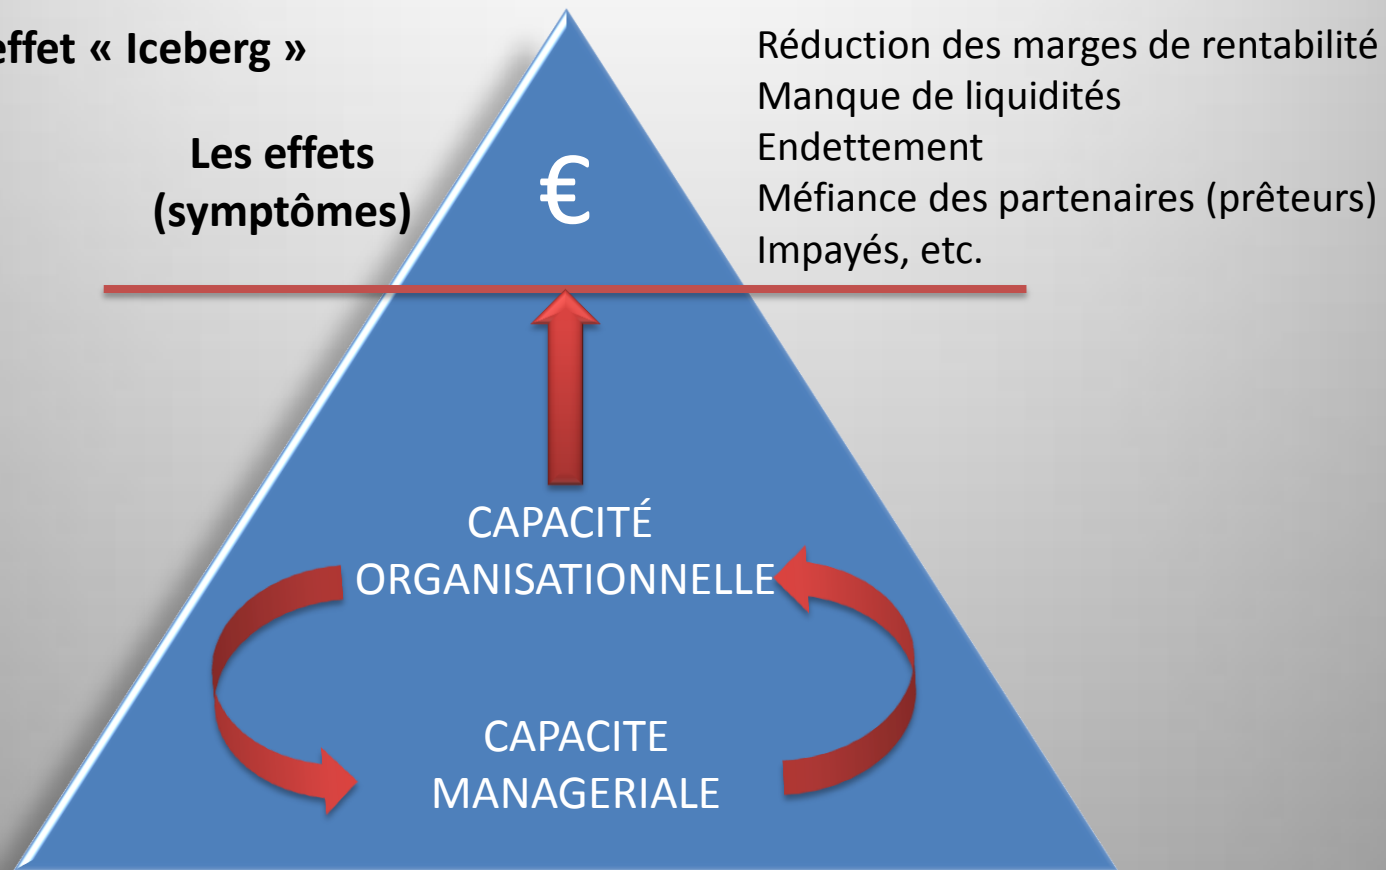 effet « Iceberg »
Les effets
(symptômes)
€
Réduction des marges de rentabilité
Manque de liquidités
Endettement
Méfiance des partenaires (prêteurs)
Impayés, etc.
CAPACITÉ
ORGANISATIONNELLE
CAPACITE
MANAGERIALE